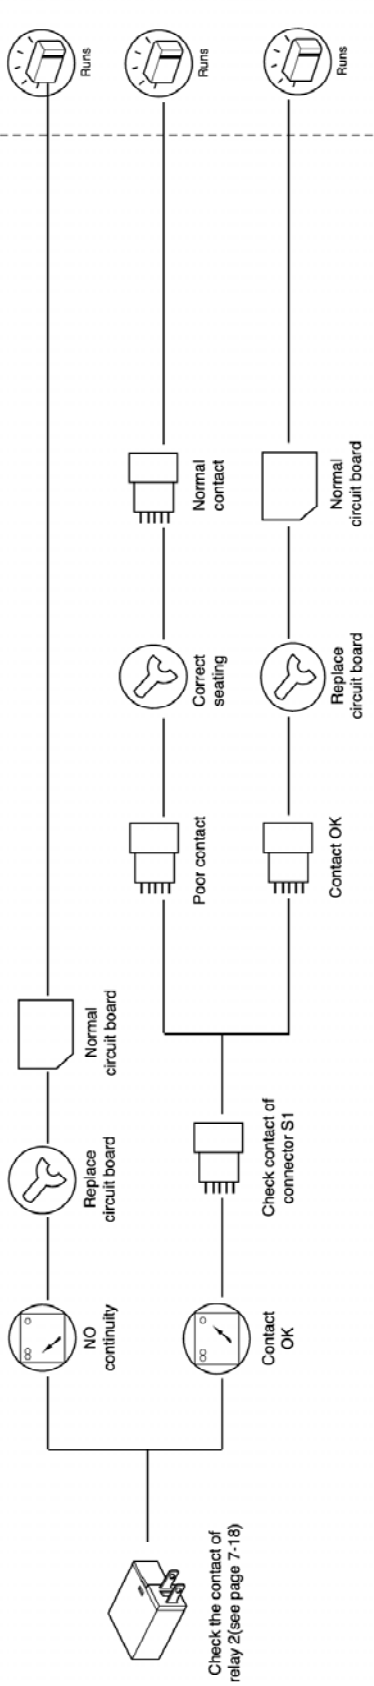 Check the contact of
relay 2(see page 7-18)
NO
continuity
Replace
circuit board
Normal
circuit board
Runs
Contact
OK
Check contact of
connector S1
Poor contact
Correct
seating
Normal
contact
Runs
Contact OK
Replace
circuit board
Normal
circuit board
Runs